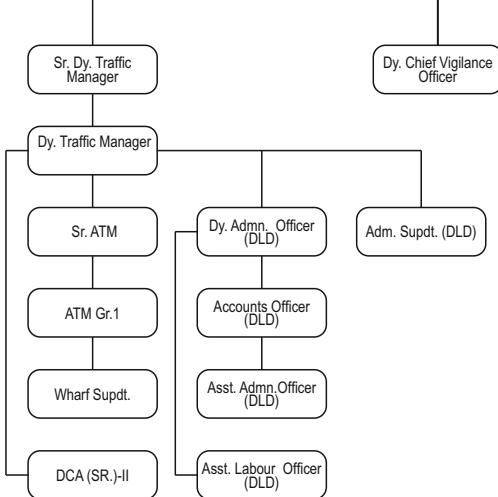 Sr. Dy. Traffic
Manager
Dy. Chief Vigilance
Officer
Dy. Traffic Manager
Sr. ATM
Dy. Admn. Officer
(DLD)
Adm. Supdt. (DLD)
ATM Gr.1
Accounts Officer
(DLD)
Wharf Supdt.
Asst. Admn.Officer
(DLD)
DCA (SR.)-II
Asst. Labour Officer
(DLD)